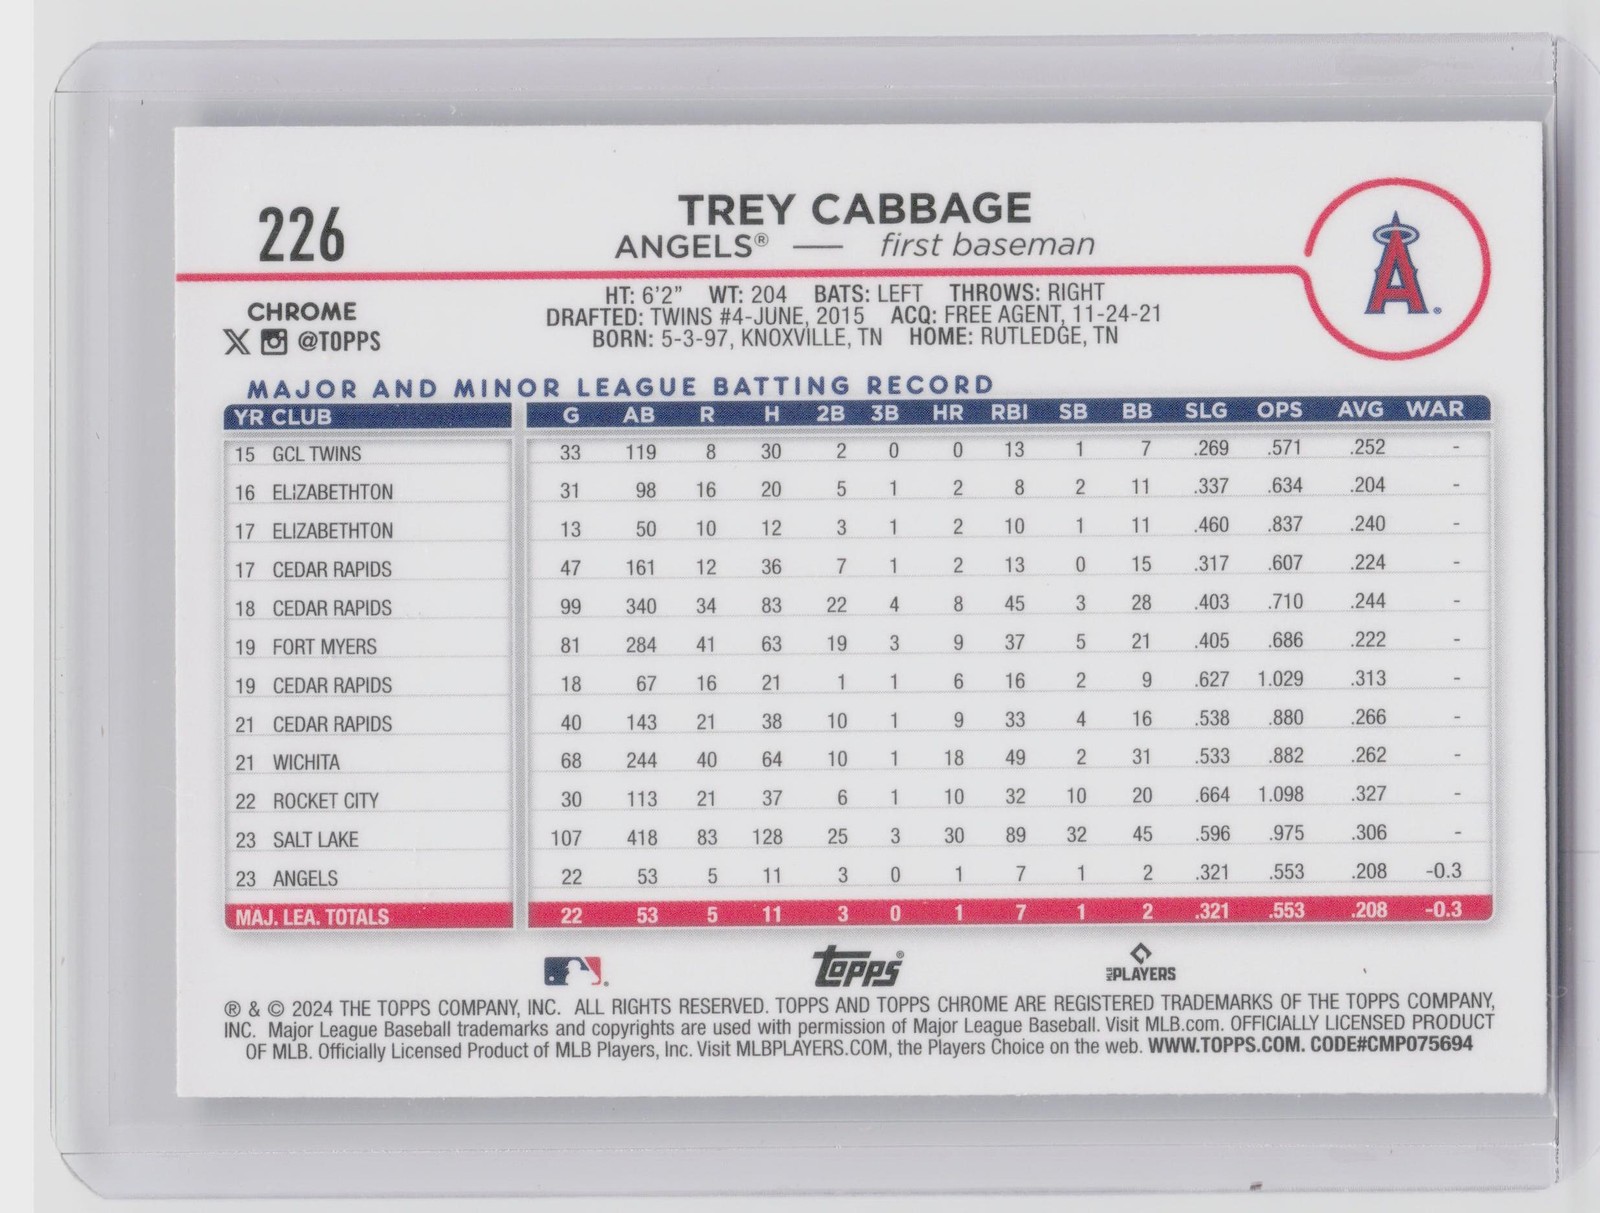 226
TREY CABBAGE
ANGELS® — first baseman
A
CHROME
X @TOPPS
HT: 6'2" WT: 204 BATS: LEFT THROWS: RIGHT
DRAFTED: TWINS #4-JUNE, 2015 ACQ: FREE AGENT, 11-24-21
BORN: 5-3-97, KNOXVILLE, TN HOME: RUTLEDGE, TN
MAJOR AND MINOR LEAGUE BATTING RECORD
YR CLUB G AB R H 2B 3B HR RBI SB BB SLG OPS AVG WAR
15 GCL TWINS 33 119 8 30 2 0 0 13 1 7 .269 .571 .252 -
16 ELIZABETHTON 31 98 16 20 5 1 2 8 2 11 .337 .634 .204 -
17 ELIZABETHTON 13 50 10 12 3 1 2 10 1 11 .460 .837 .240 -
17 CEDAR RAPIDS 47 161 12 36 7 1 2 13 0 15 .317 .607 .224 -
18 CEDAR RAPIDS 99 340 34 83 22 4 8 45 3 28 .403 .710 .244 -
19 FORT MYERS 81 284 41 63 19 3 9 37 5 21 .405 .686 .222 -
19 CEDAR RAPIDS 18 67 16 21 1 1 6 16 2 9 .627 1.029 .313 -
21 CEDAR RAPIDS 40 143 21 38 10 1 9 33 4 16 .538 .880 .266 -
21 WICHITA 68 244 40 64 10 1 18 49 2 31 .533 .882 .262 -
22 ROCKET CITY 30 113 21 37 6 1 10 32 10 20 .664 1.098 .327 -
23 SALT LAKE 107 418 83 128 25 3 30 89 32 45 .596 .975 .306 -
23 ANGELS 22 53 5 11 3 0 1 7 1 2 .321 .553 .208 -0.3
MAJ. LEA. TOTALS 22 53 5 11 3 0 1 7 1 2 .321 .553 .208 -0.3
Topps® PLAYERS
® & © 2024 THE TOPPS COMPANY, INC. ALL RIGHTS RESERVED. TOPPS AND TOPPS CHROME ARE REGISTERED TRADEMARKS OF THE TOPPS COMPANY,
INC. Major League Baseball trademarks and copyrights are used with permission of Major League Baseball. Visit MLB.com. OFFICIALLY LICENSED PRODUCT
OF MLB. Officially Licensed Product of MLB Players, Inc. Visit MLBPLAYERS.COM, the Players Choice on the web. WWW.TOPPS.COM. CODE#CMP075694